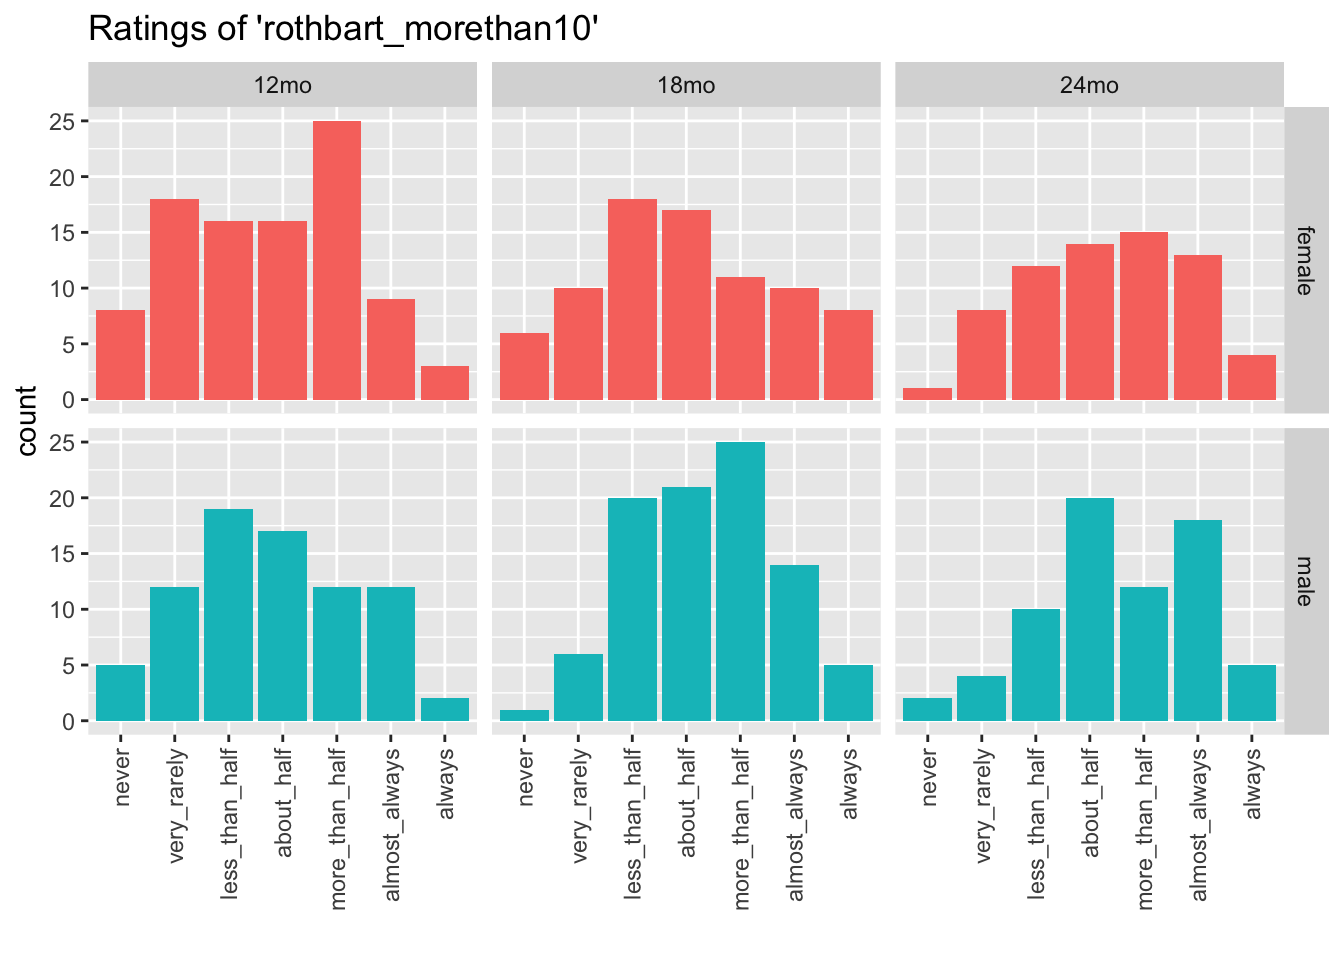 Ratings of 'rothbart_morethan10'
12mo 18mo 24mo
25
20
15
10
5
0
female
count
25
20
15
10
5
0
male
never very_rarely less_than_half about_half more_than_half almost_always always
never very_rarely less_than_half about_half more_than_half almost_always always
never very_rarely less_than_half about_half more_than_half almost_always always